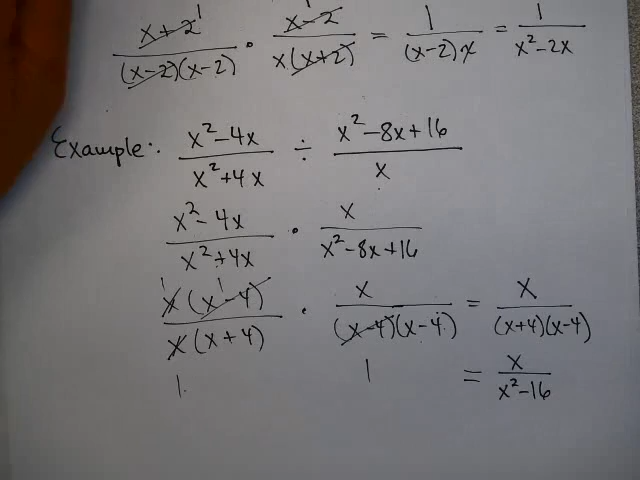 (x+2)/((x-2)(x-2)) · (x-2)/(x(x+2)) = 1/((x-2)x) = 1/(x²-2x)
Example: (x²-4x)/(x²+4x) ÷ (x²-8x+16)/x
(x²-4x)/(x²+4x) · x/(x²-8x+16)
x(x-4)/(x(x+4)) · x/((x-4)(x-4)) = x/((x+4)(x-4))
1 1 = x/(x²-16)